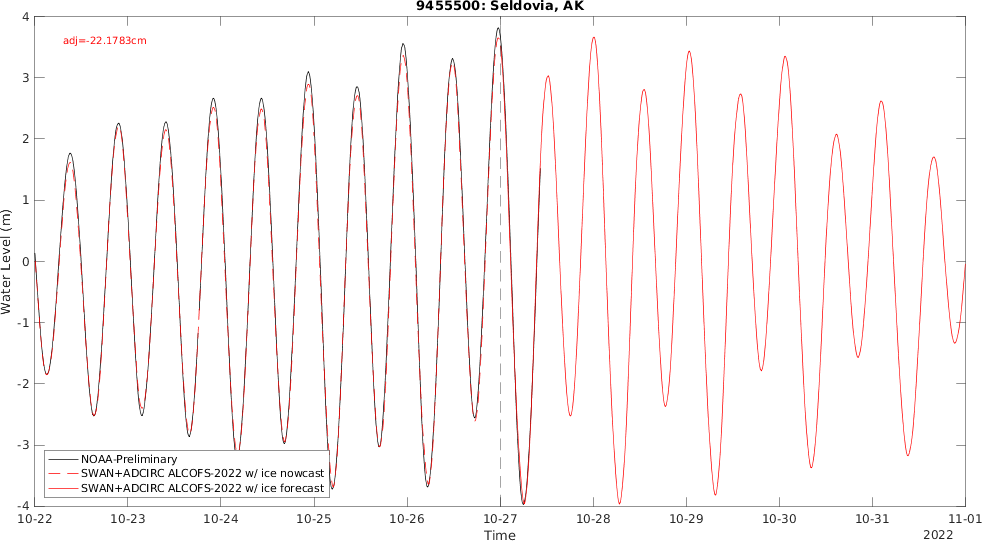 9455500: Seldovia, AK
adj=-22.1783cm
4
3
2
1
0
-1
-2
-3
-4
Water Level (m)
NOAA-Preliminary
SWAN+ADCIRC ALCOFS-2022 w/ ice nowcast
SWAN+ADCIRC ALCOFS-2022 w/ ice forecast
10-22 10-23 10-24 10-25 10-26 10-27 10-28 10-29 10-30 10-31 11-01
Time
2022